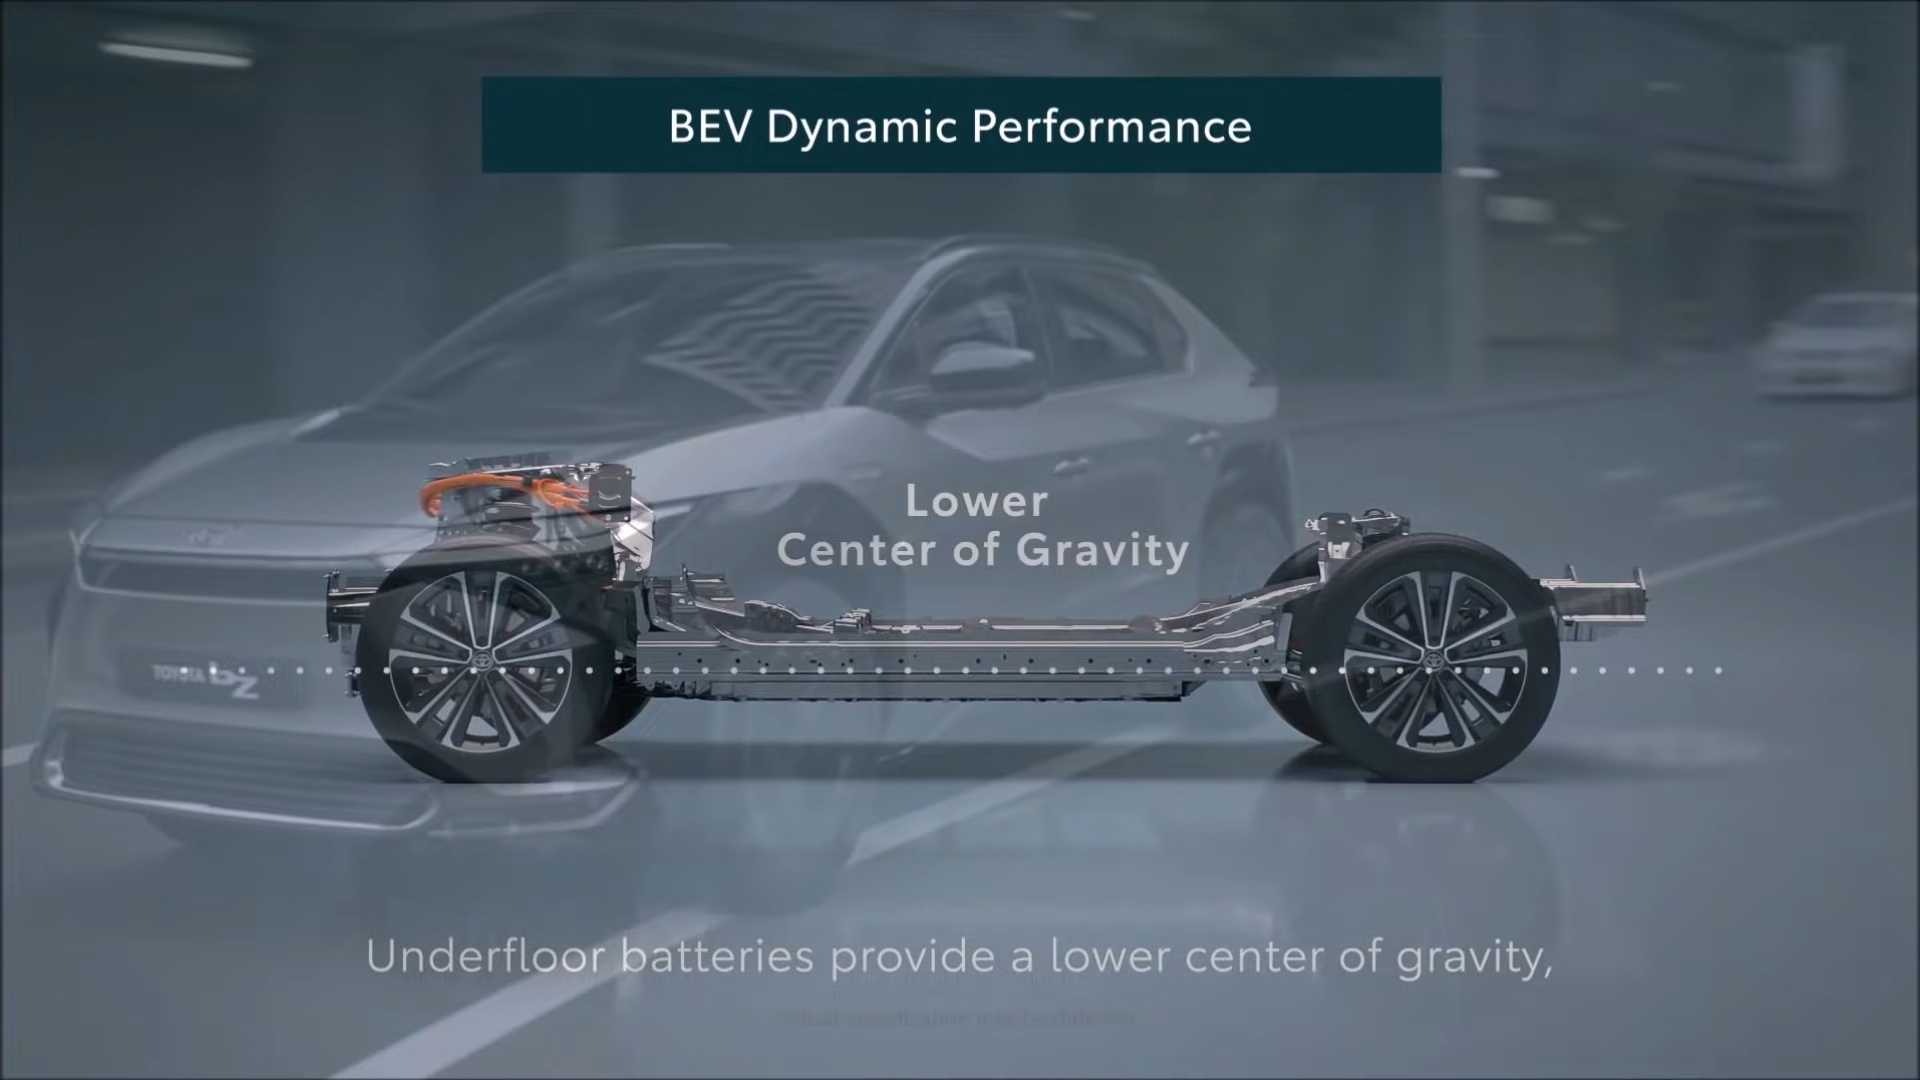 BEV Dynamic Performance
Lower
Center of Gravity
TOYOTA bZ
Underfloor batteries provide a lower center of gravity,